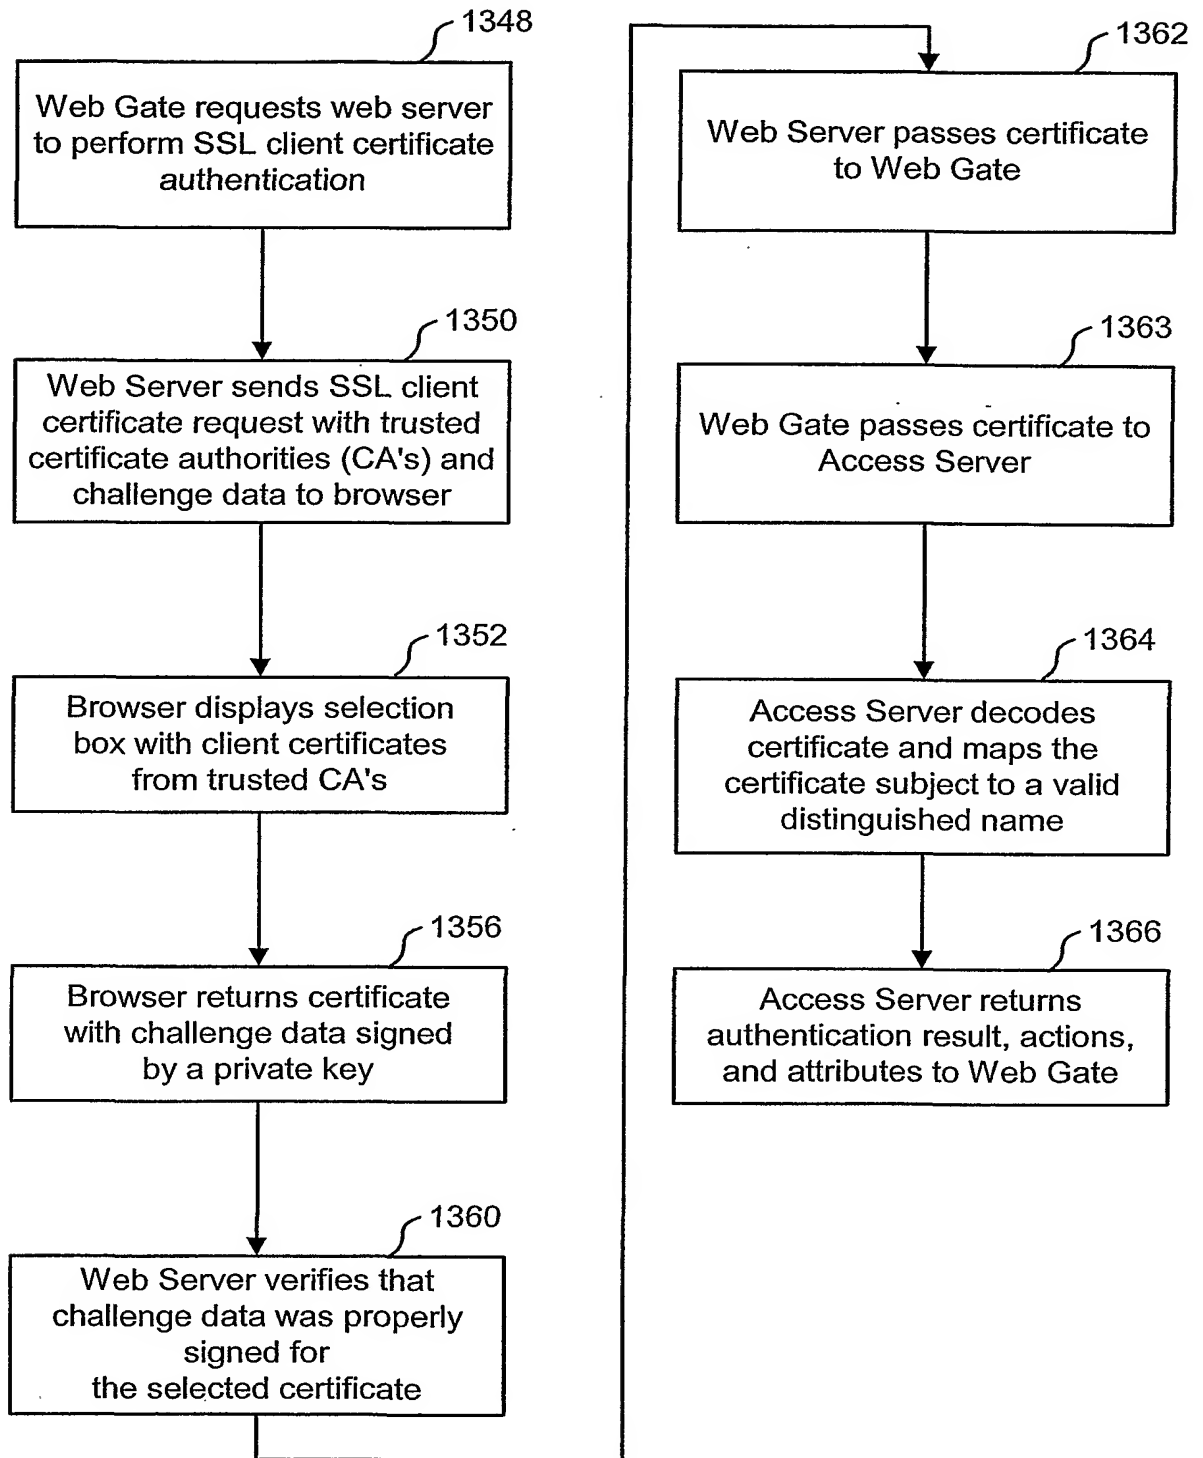 1348
Web Gate requests web server
to perform SSL client certificate
authentication
1350
Web Server sends SSL client
certificate request with trusted
certificate authorities (CA's) and
challenge data to browser
1352
Browser displays selection
box with client certificates
from trusted CA's
1356
Browser returns certificate
with challenge data signed
by a private key
1360
Web Server verifies that
challenge data was properly
signed for
the selected certificate
1362
Web Server passes certificate
to Web Gate
1363
Web Gate passes certificate to
Access Server
1364
Access Server decodes
certificate and maps the
certificate subject to a valid
distinguished name
1366
Access Server returns
authentication result, actions,
and attributes to Web Gate